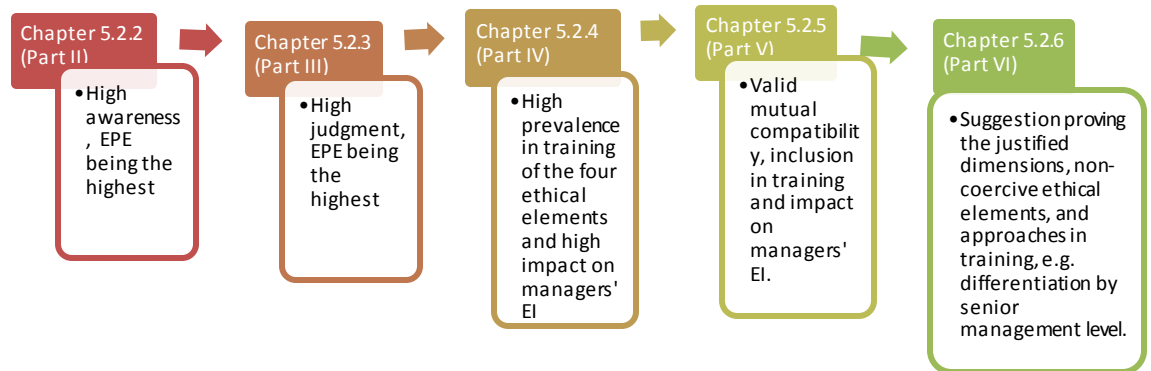 Chapter 5.2.2
(Part II)
•High
awareness
, EPE
being the
highest
Chapter 5.2.3
(Part III)
•High
judgment,
EPE being
the
highest
Chapter 5.2.4
(Part IV)
•High
prevalence
in training
of the four
ethical
elements
and high
impact on
managers'
EI
Chapter 5.2.5
(Part V)
•Valid
mutual
compatibilit
y, inclusion
in training
and impact
on
managers'
EI.
Chapter 5.2.6
(Part VI)
•Suggestion proving
the justified
dimensions, non-
coercive ethical
elements, and
approaches in
training, e.g.
differentiation by
senior
management level.